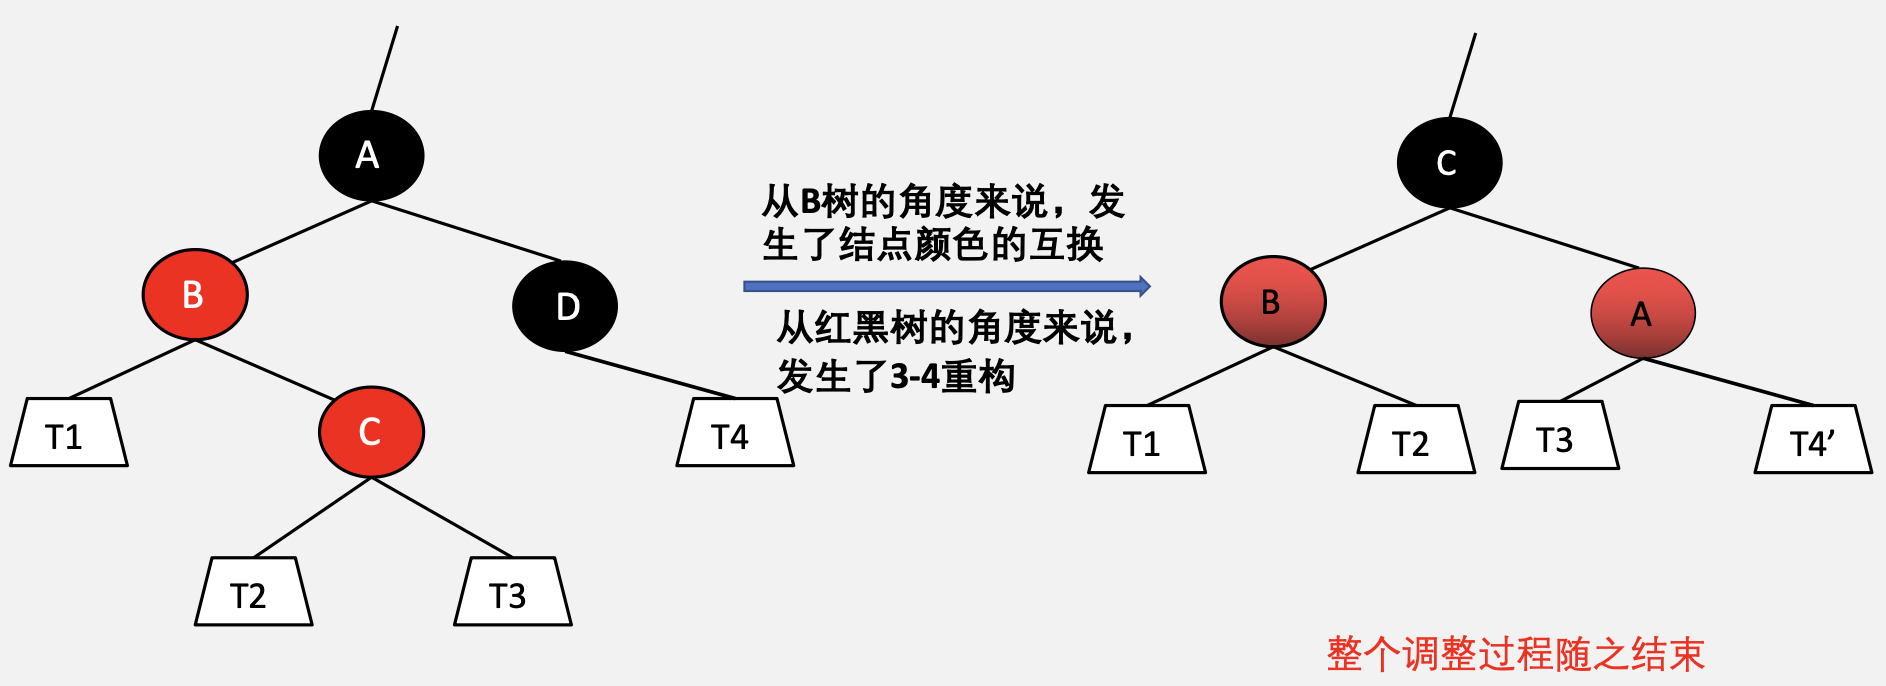 A
B
D
T1
C
T4
T2
T3
从B树的角度来说，发
生了结点颜色的互换
从红黑树的角度来说，
发生了3-4重构
C
B
A
T1
T2
T3
T4’
整个调整过程随之结束